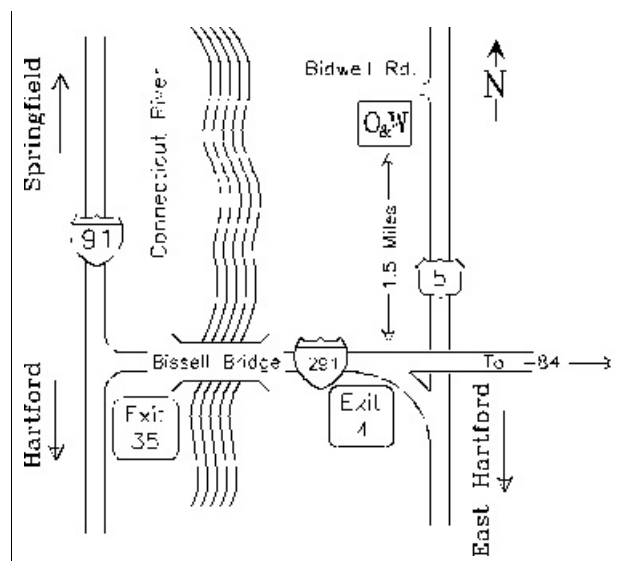 Springfield
Connecticut River
Bidwell Rd.
N
O&W
91
1.5 Miles
5
Bissell Bridge
291
To
-84
Hartford
Exit
35
Exit
4
East Hartford